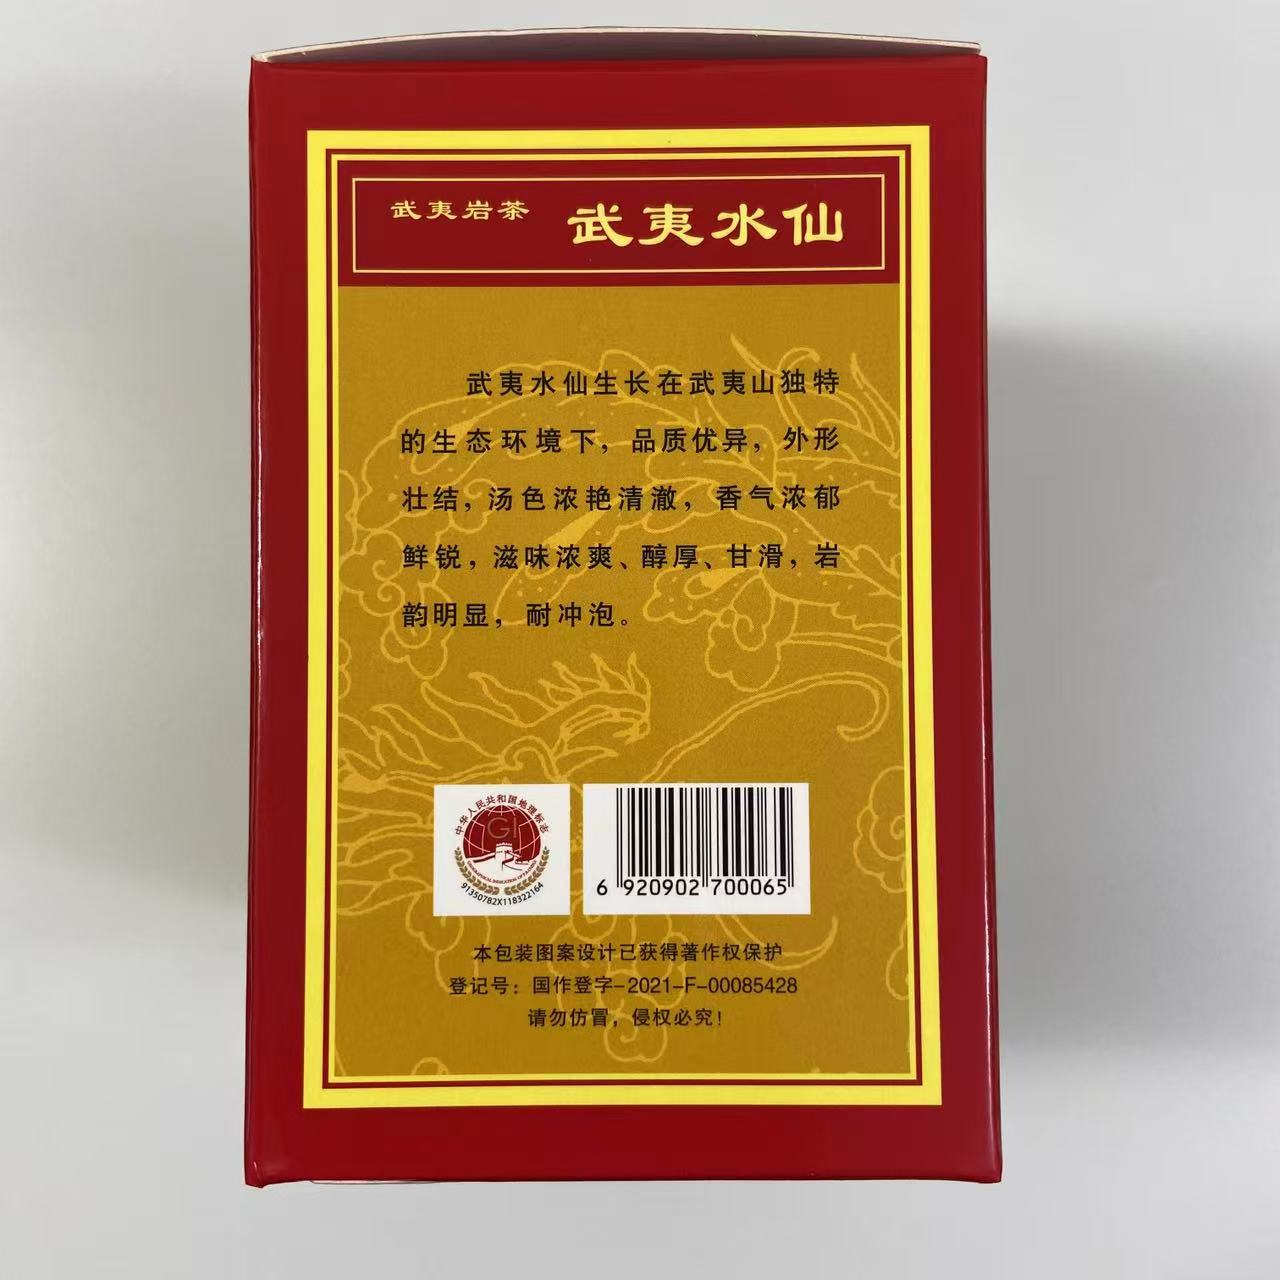 武夷岩茶 武夷水仙
武夷水仙生长在武夷山独特
的生态环境下，品质优异，外形
壮结，汤色浓艳清澈，香气浓郁
鲜锐，滋味浓爽、醇厚、甘滑，岩
韵明显，耐冲泡。
中华人民共和国地理标志
GI
GEOGRAPHICAL INDICATION OF P.R.CHINA
91350782X118322164
6 920902 700065
本包装图案设计已获得著作权保护
登记号：国作登字-2021-F-00085428
请勿仿冒，侵权必究！